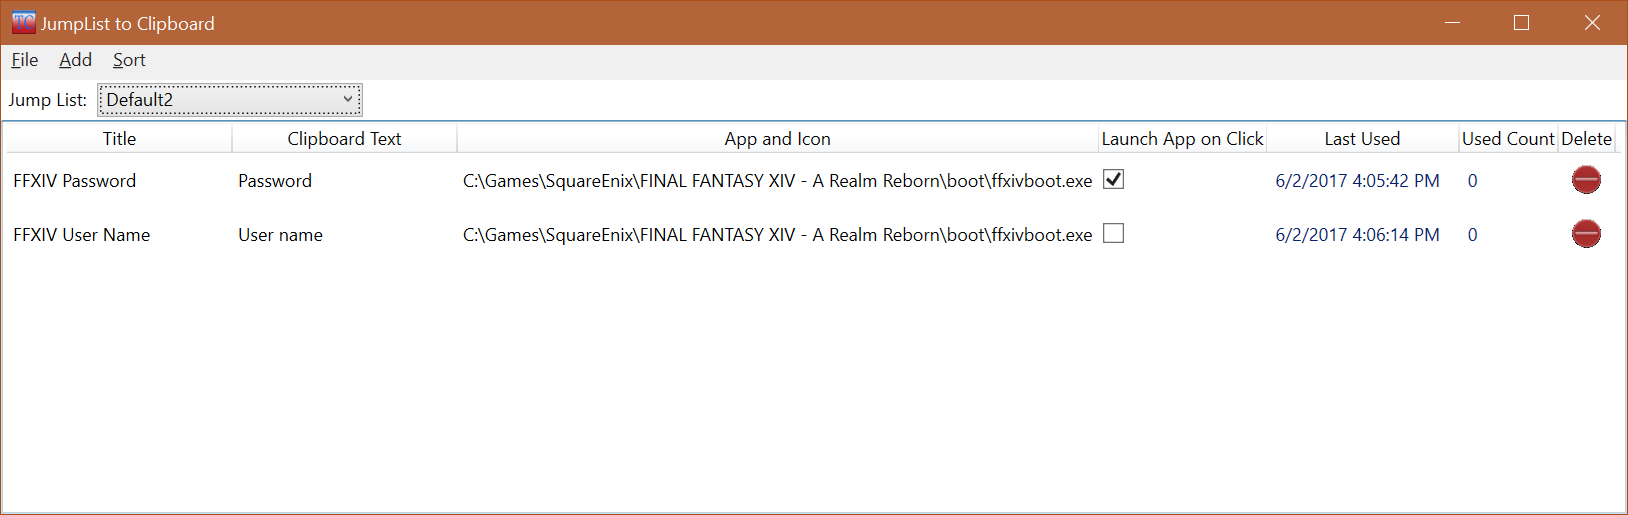 TC JumpList to Clipboard
File Add Sort
Jump List: Default2
Title Clipboard Text App and Icon Launch App on Click Last Used Used Count Delete
FFXIV Password Password C:\Games\SquareEnix\FINAL FANTASY XIV - A Realm Reborn\boot\ffxivboot.exe 6/2/2017 4:05:42 PM 0
FFXIV User Name User name C:\Games\SquareEnix\FINAL FANTASY XIV - A Realm Reborn\boot\ffxivboot.exe 6/2/2017 4:06:14 PM 0